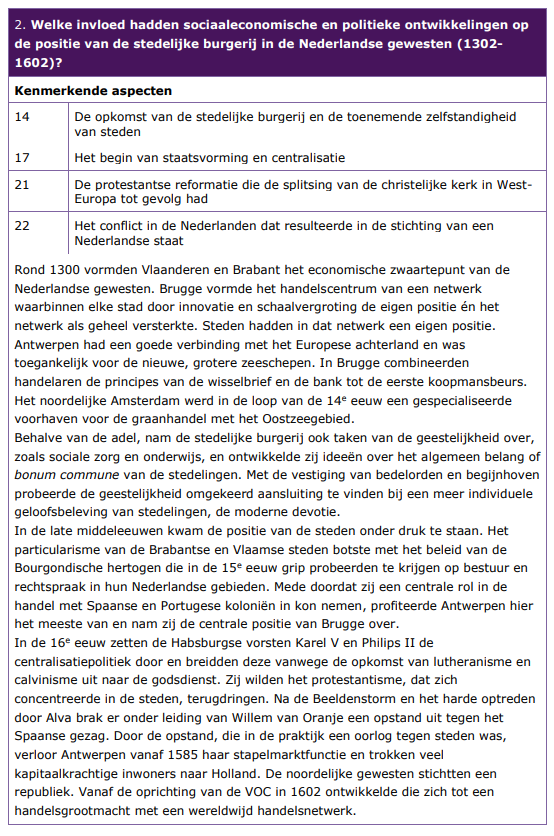 2. Welke invloed hadden sociaaleconomische en politieke ontwikkelingen op
de positie van de stedelijke burgerij in de Nederlandse gewesten (1302-
1602)?
Kenmerkende aspecten
14 De opkomst van de stedelijke burgerij en de toenemende zelfstandigheid
van steden
17 Het begin van staatsvorming en centralisatie
21 De protestantse reformatie die de splitsing van de christelijke kerk in West-
Europa tot gevolg had
22 Het conflict in de Nederlanden dat resulteerde in de stichting van een
Nederlandse staat
Rond 1300 vormden Vlaanderen en Brabant het economische zwaartepunt van de
Nederlandse gewesten. Brugge vormde het handelscentrum van een netwerk
waarbinnen elke stad door innovatie en schaalvergroting de eigen positie én het
netwerk als geheel versterkte. Steden hadden in dat netwerk een eigen positie.
Antwerpen had een goede verbinding met het Europese achterland en was
toegankelijk voor de nieuwe, grotere zeeschepen. In Brugge combineerden
handelaren de principes van de wisselbrief en de bank tot de eerste koopmansbeurs.
Het noordelijke Amsterdam werd in de loop van de 14e eeuw een gespecialiseerde
voorhaven voor de graanhandel met het Oostzeegebied.
Behalve van de adel, nam de stedelijke burgerij ook taken van de geestelijkheid over,
zoals sociale zorg en onderwijs, en ontwikkelde zij ideeën over het algemeen belang of
bonum commune van de stedelingen. Met de vestiging van bedelorden en begijnhoven
probeerde de geestelijkheid omgekeerd aansluiting te vinden bij een meer individuele
geloofsbeleving van stedelingen, de moderne devotie.
In de late middeleeuwen kwam de positie van de steden onder druk te staan. Het
particularisme van de Brabantse en Vlaamse steden botste met het beleid van de
Bourgondische hertogen die in de 15e eeuw grip probeerden te krijgen op bestuur en
rechtspraak in hun Nederlandse gebieden. Mede doordat zij een centrale rol in de
handel met Spaanse en Portugese koloniën in kon nemen, profiteerde Antwerpen hier
het meeste van en nam zij de centrale positie van Brugge over.
In de 16e eeuw zetten de Habsburgse vorsten Karel V en Philips II de
centralisatiepolitiek door en breidden deze vanwege de opkomst van lutheranisme en
calvinisme uit naar de godsdienst. Zij wilden het protestantisme, dat zich
concentreerde in de steden, terugdringen. Na de Beeldenstorm en het harde optreden
door Alva brak er onder leiding van Willem van Oranje een opstand uit tegen het
Spaanse gezag. Door de opstand, die in de praktijk een oorlog tegen steden was,
verloor Antwerpen vanaf 1585 haar stapelmarktfunctie en trokken veel
kapitaalkrachtige inwoners naar Holland. De noordelijke gewesten stichtten een
republiek. Vanaf de oprichting van de VOC in 1602 ontwikkelde die zich tot een
handelsgrootmacht met een wereldwijd handelsnetwerk.